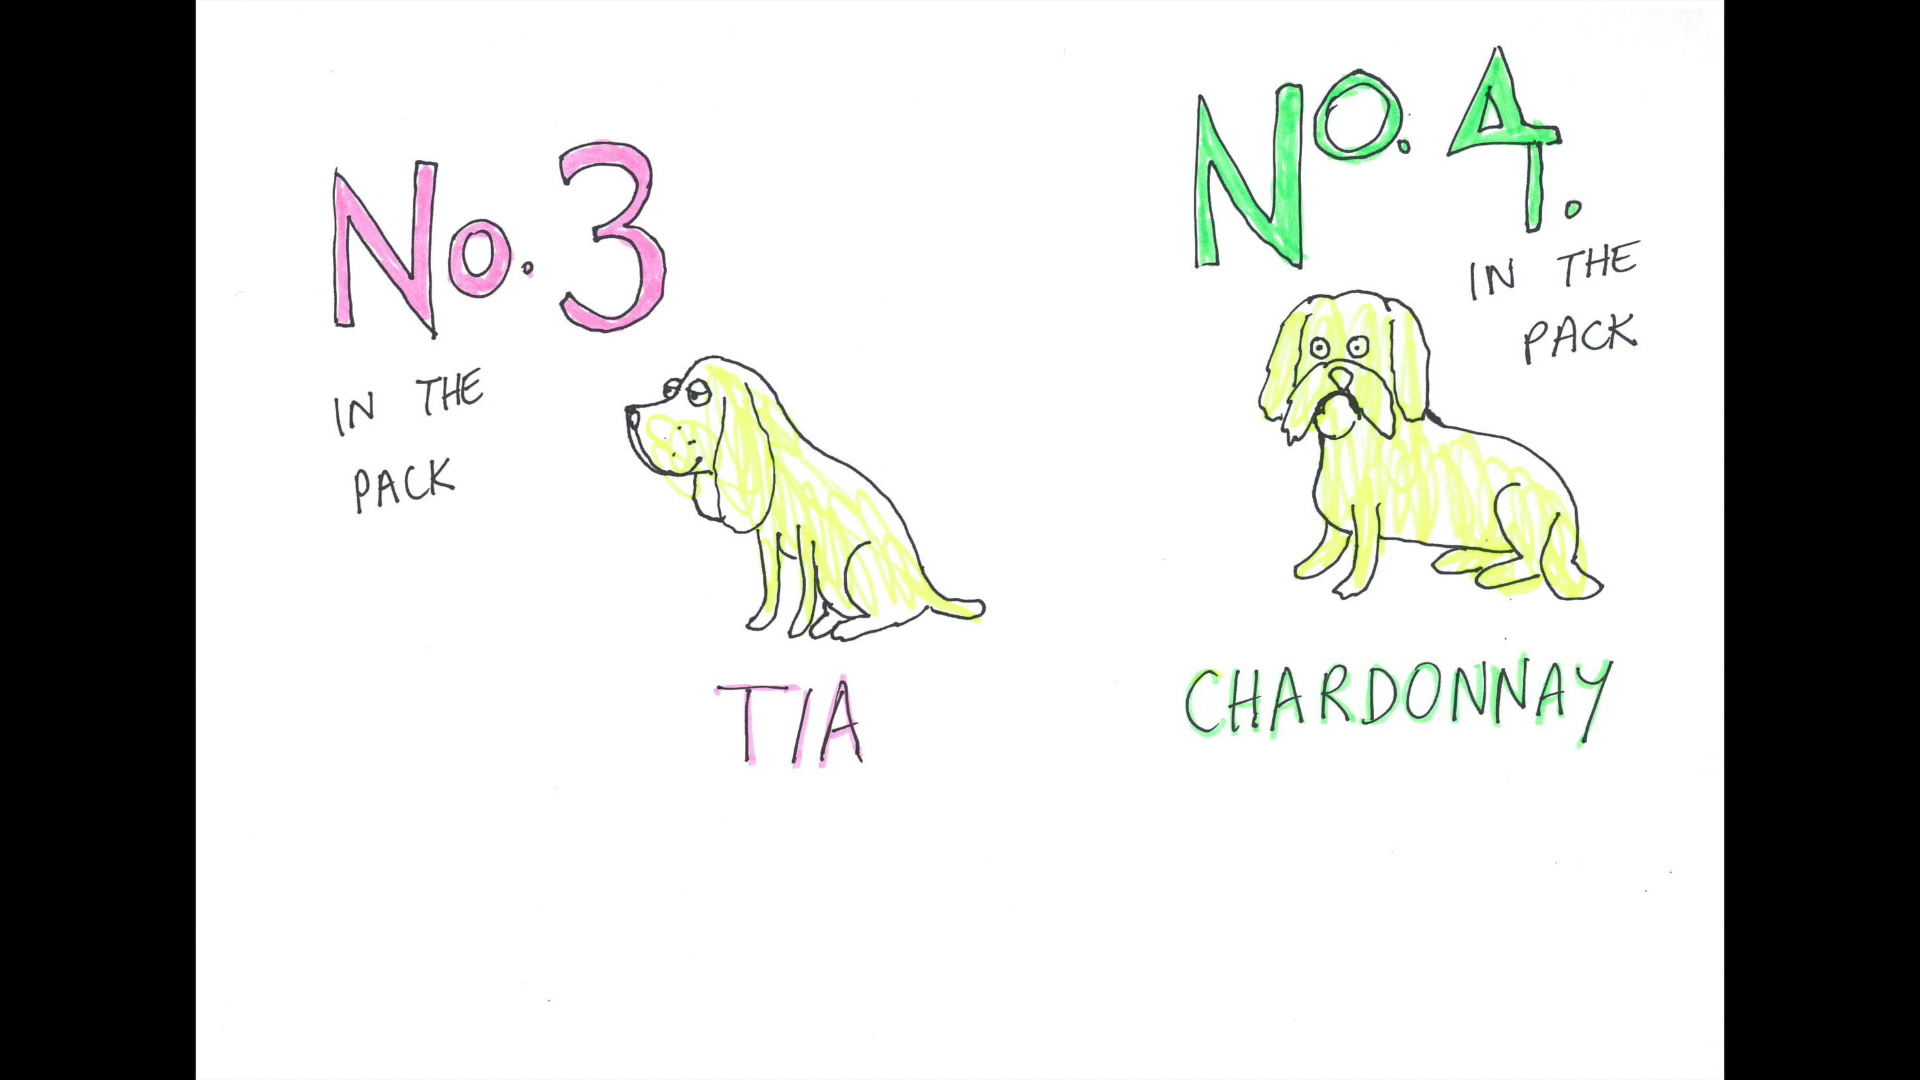 No. 3
IN THE
PACK
TIA
No. 4.
IN THE
PACK
CHARDONNAY